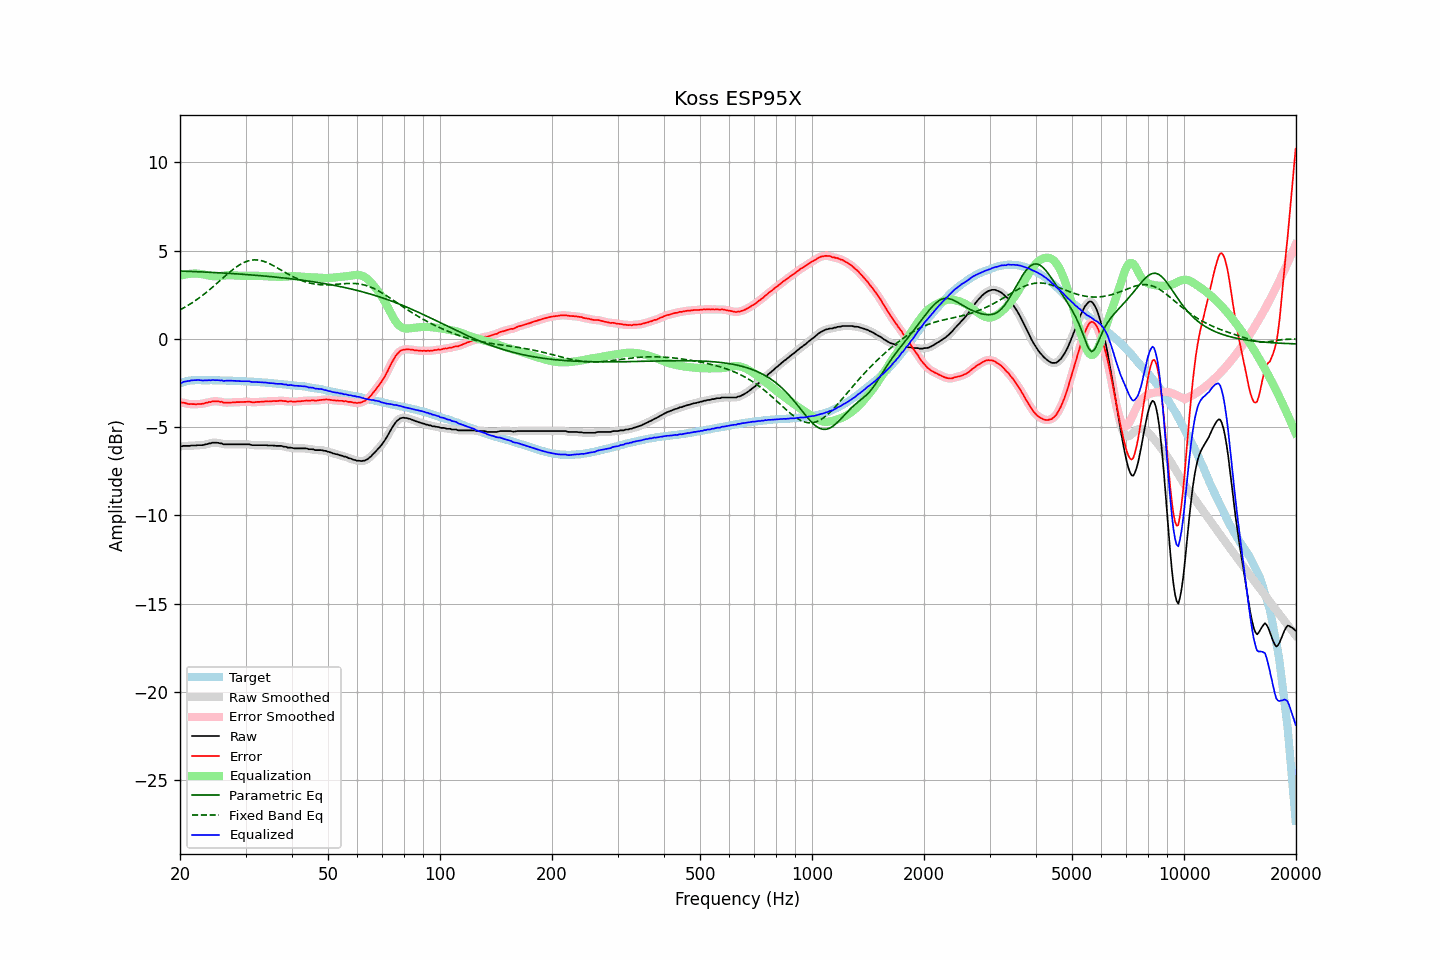 Koss ESP95X
10
5
0
−5
−10
−15
−20
−25
Amplitude (dBr)
Target
Raw Smoothed
Error Smoothed
Raw
Error
Equalization
Parametric Eq
Fixed Band Eq
Equalized
20 50 100 200 500 1000 2000 5000 10000 20000
Frequency (Hz)